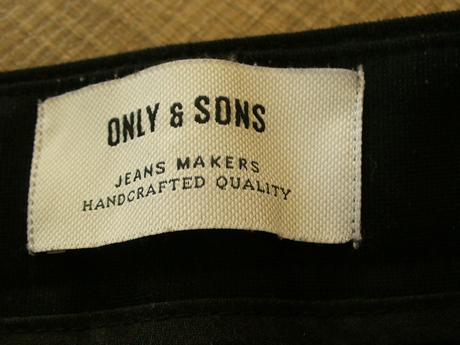 ONLY & SONS
JEANS MAKERS
HANDCRAFTED QUALITY